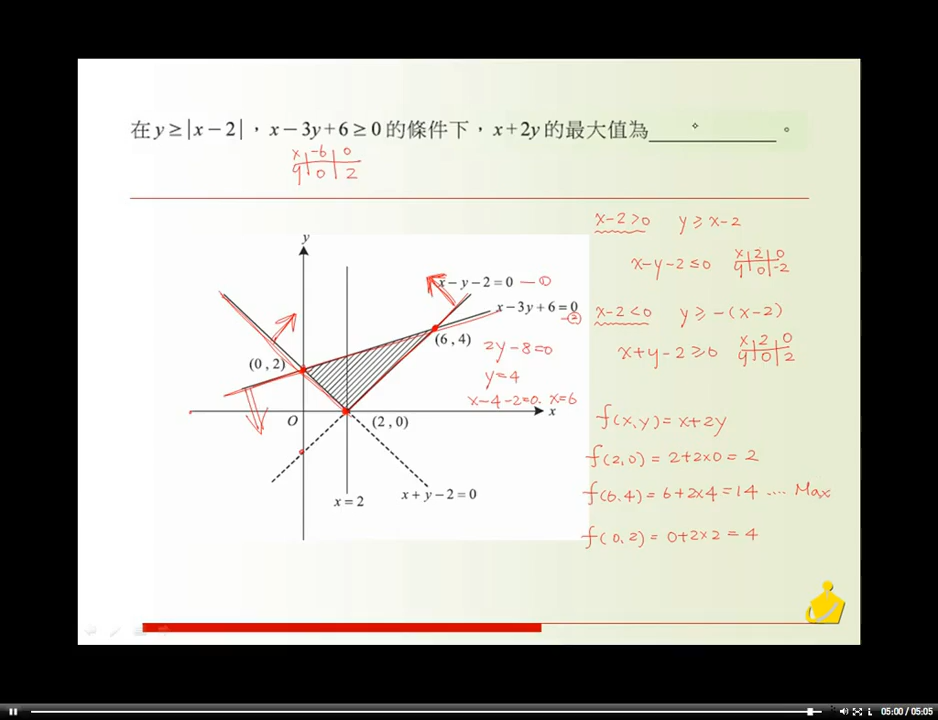 在 y ≥ |x − 2|，x − 3y + 6 ≥ 0 的條件下，x + 2y 的最大值為________。
x -6 0
y 0 2
x-2>0 y ≥ x-2
x-y-2≤0
x 2 0
y 0 -2
x-2<0 y ≥ -(x-2)
x+y-2≥0
x 2 0
y 0 2
y
x − y − 2 = 0 — ①
x − 3y + 6 = 0
—②
(6 , 4)
2y-8=0
y=4
x-4-2=0. x=6
(0 , 2)
O
(2 , 0)
x
x + y − 2 = 0
x = 2
f(x,y) = x+2y
f(2,0) = 2+2×0 = 2
f(6.4) = 6+2×4 = 14 .... Max
f(0,2) = 0+2×2 = 4
05:00 / 05:05